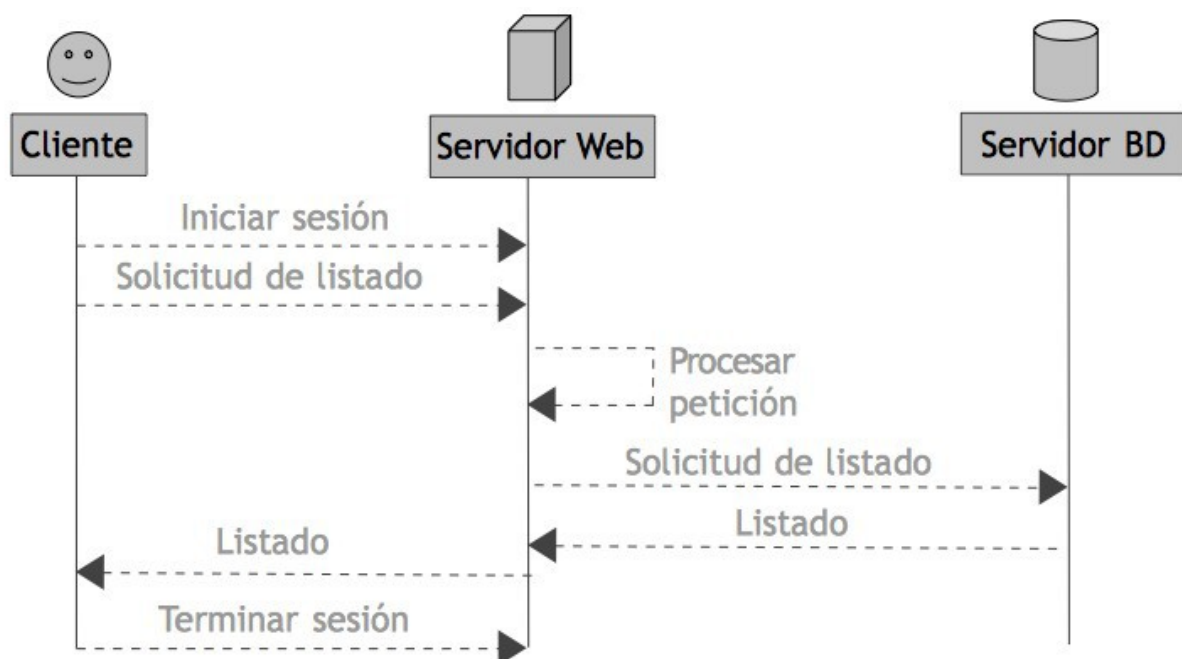 Cliente
Servidor Web
Servidor BD
Iniciar sesión
Solicitud de listado
Procesar
petición
Solicitud de listado
Listado
Listado
Terminar sesión